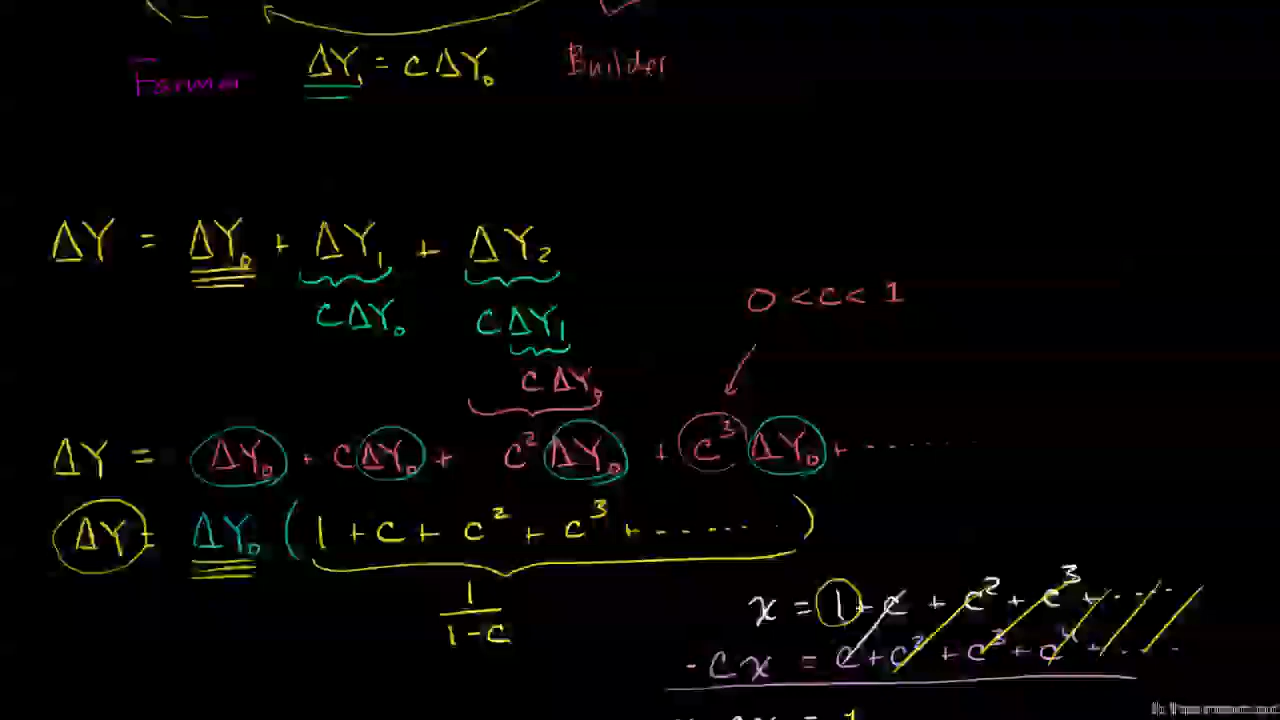 Farmer ΔY₁ = CΔY₀ Builder
ΔY = ΔY₀ + ΔY₁ + ΔY₂
CΔY₀ CΔY₁
0 < c < 1
CΔY₀
ΔY = ΔY₀ + CΔY₀ + C²ΔY₀ + C³ΔY₀ + ........
ΔY = ΔY₀ (1 + C + C² + C³ + ......)
1/(1-C)
x = 1 + c + c² + c³ + .....
- cx = c + c² + c³ + c⁴ + .....